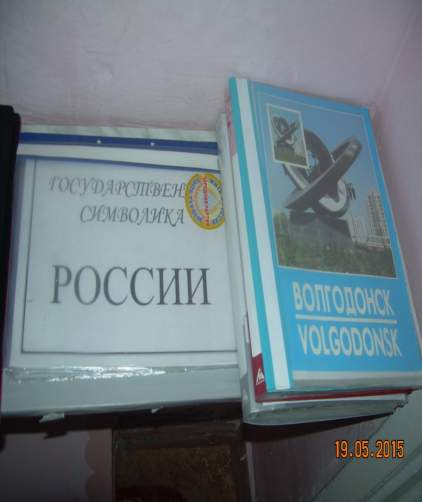 ГОСУДАРСТВЕН
СИМВОЛИКА
РОССИИ
ВОЛГОДОНСК
VOLGODONSK
19.05.2015